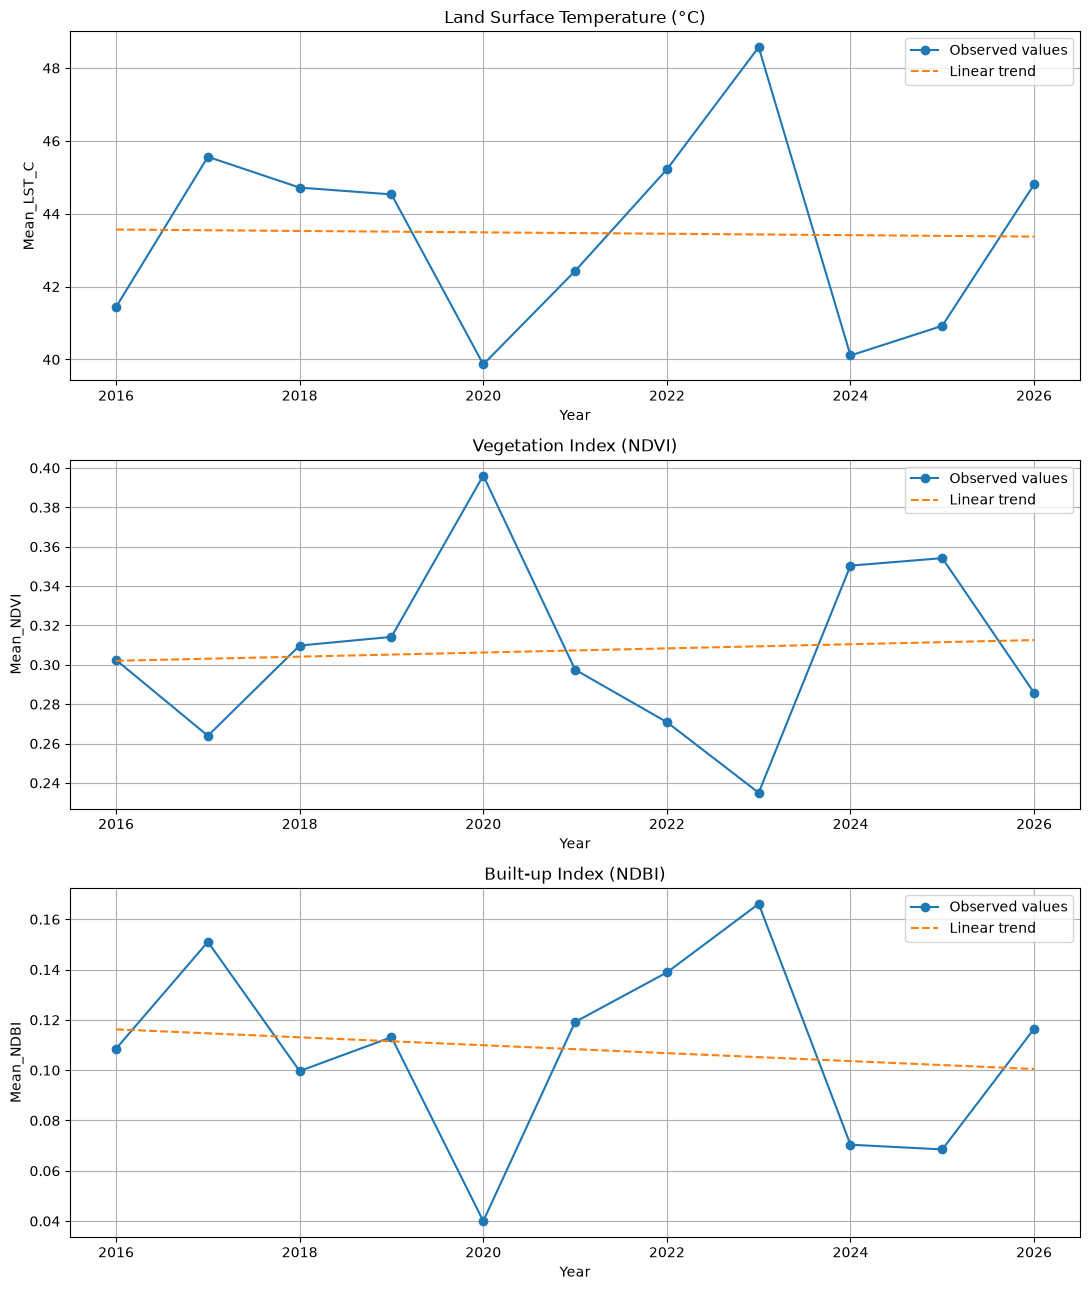 Land Surface Temperature (°C)
Observed values
Linear trend
48
46
44
42
40
Mean_LST_C
2016 2018 2020 2022 2024 2026
Year
Vegetation Index (NDVI)
Observed values
Linear trend
0.40
0.38
0.36
0.34
0.32
0.30
0.28
0.26
0.24
Mean_NDVI
2016 2018 2020 2022 2024 2026
Year
Built-up Index (NDBI)
Observed values
Linear trend
0.16
0.14
0.12
0.10
0.08
0.06
0.04
Mean_NDBI
2016 2018 2020 2022 2024 2026
Year